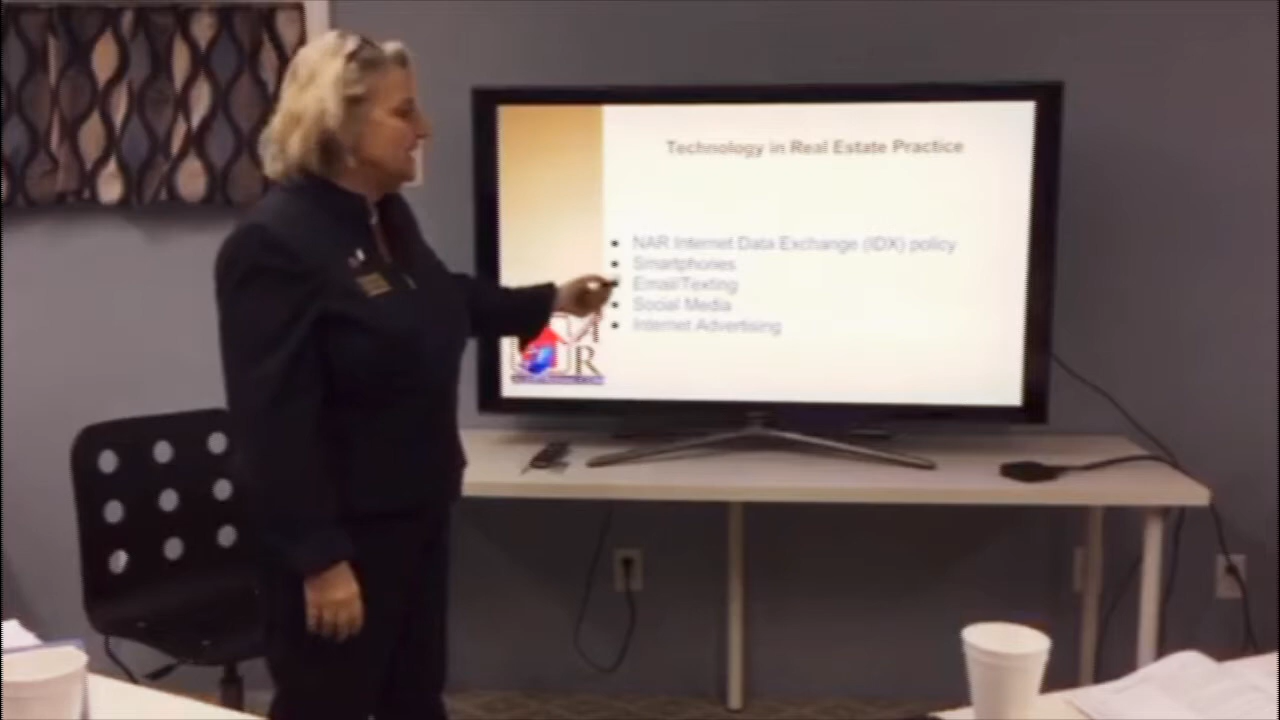 Technology in Real Estate Practice
NAR Internet Data Exchange (IDX) policy
Smartphones
Email/Texting
Social Media
Internet Advertising